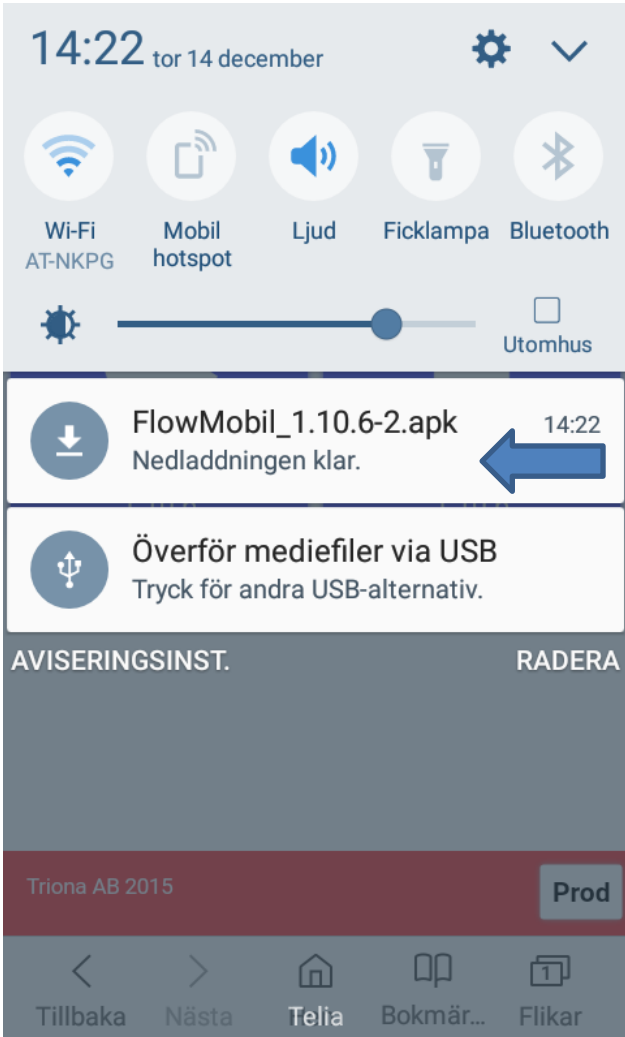 14:22 tor 14 december
Wi-Fi
AT-NKPG
Mobil
hotspot
Ljud
Ficklampa
Bluetooth
Utomhus
FlowMobil_1.10.6-2.apk 14:22
Nedladdningen klar.
Överför mediefiler via USB
Tryck för andra USB-alternativ.
AVISERINGSINST. RADERA
Triona AB 2015 Prod
1
Tillbaka Nästa Telia Bokmär... Flikar